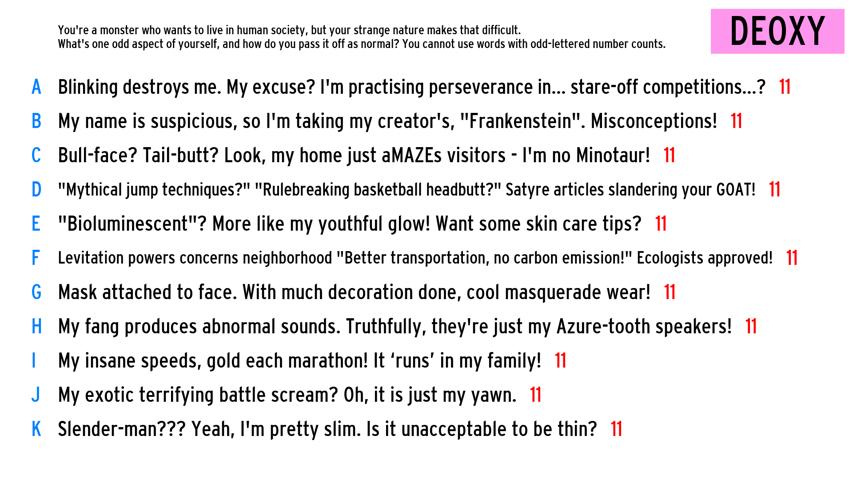 You're a monster who wants to live in human society, but your strange nature makes that difficult.
What's one odd aspect of yourself, and how do you pass it off as normal? You cannot use words with odd-lettered number counts.
DEOXY
A Blinking destroys me. My excuse? I'm practising perseverance in... stare-off competitions...? 11
B My name is suspicious, so I'm taking my creator's, "Frankenstein". Misconceptions! 11
C Bull-face? Tail-butt? Look, my home just aMAZEs visitors - I'm no Minotaur! 11
D "Mythical jump techniques?" "Rulebreaking basketball headbutt?" Satyre articles slandering your GOAT! 11
E "Bioluminescent"? More like my youthful glow! Want some skin care tips? 11
F Levitation powers concerns neighborhood "Better transportation, no carbon emission!" Ecologists approved! 11
G Mask attached to face. With much decoration done, cool masquerade wear! 11
H My fang produces abnormal sounds. Truthfully, they're just my Azure-tooth speakers! 11
I My insane speeds, gold each marathon! It ‘runs’ in my family! 11
J My exotic terrifying battle scream? Oh, it is just my yawn. 11
K Slender-man??? Yeah, I'm pretty slim. Is it unacceptable to be thin? 11